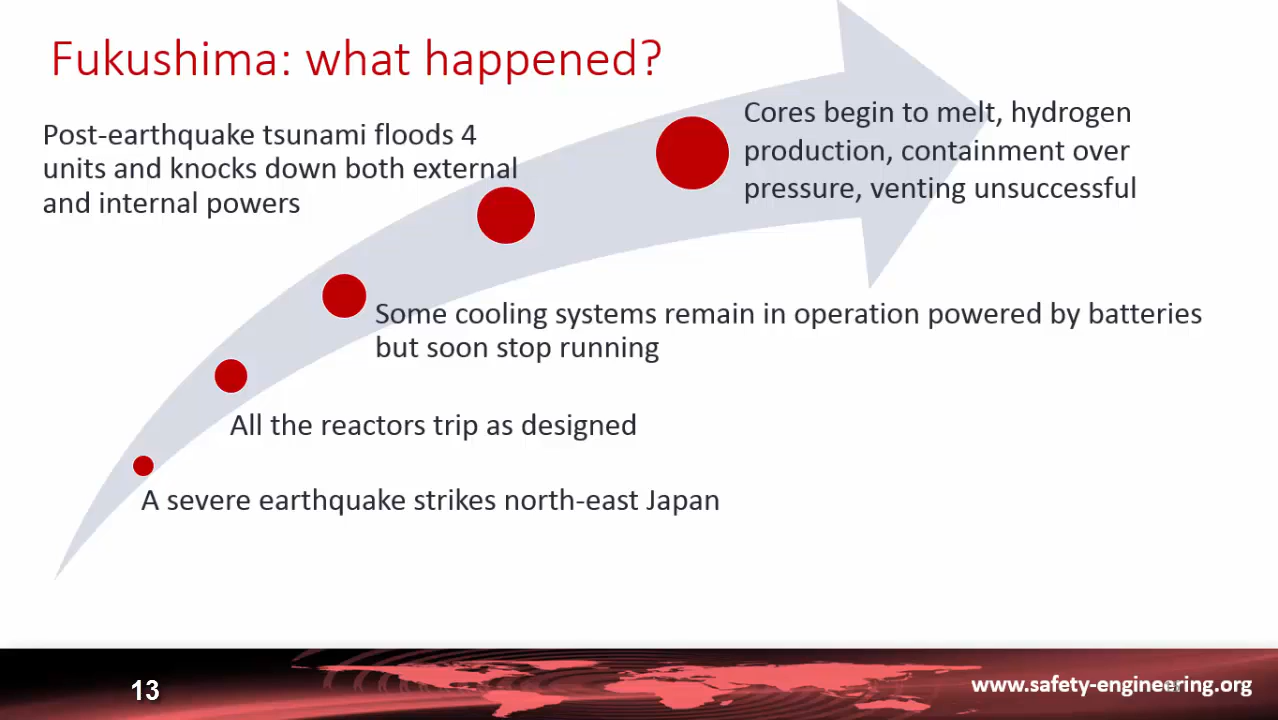 Fukushima: what happened?
Post-earthquake tsunami floods 4
units and knocks down both external
and internal powers
Cores begin to melt, hydrogen
production, containment over
pressure, venting unsuccessful
Some cooling systems remain in operation powered by batteries
but soon stop running
All the reactors trip as designed
A severe earthquake strikes north-east Japan
13
www.safety-engineering.org